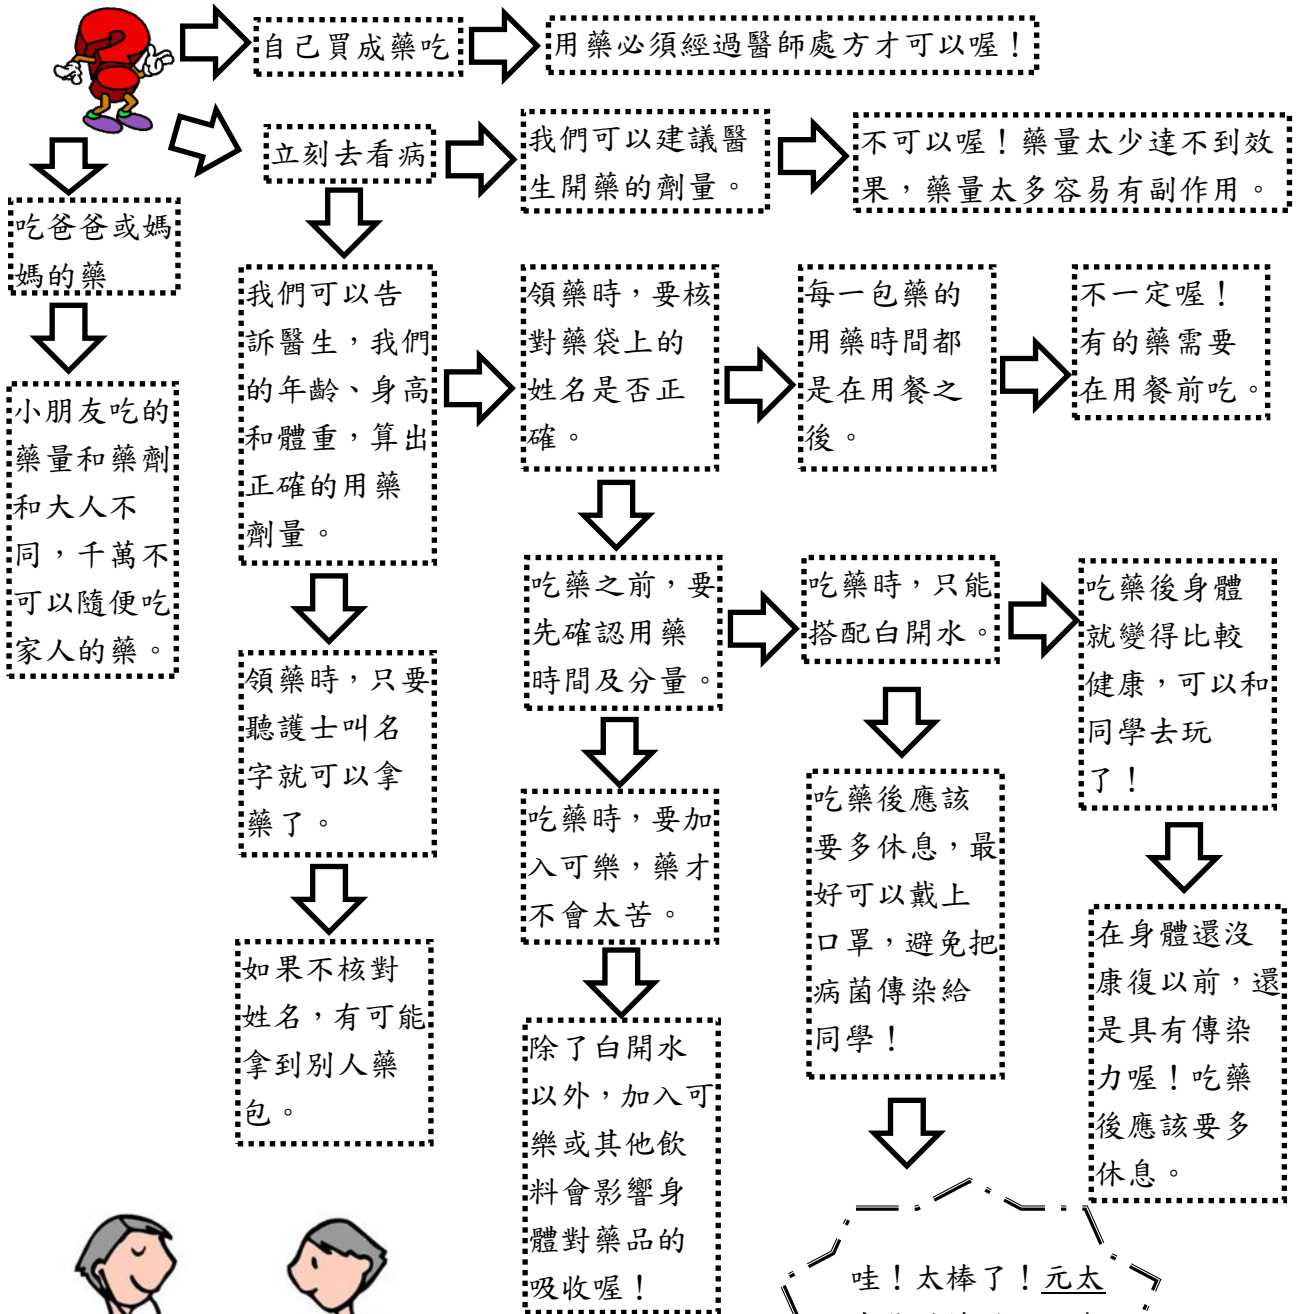 自己買成藥吃
用藥必須經過醫師處方才可以喔！
立刻去看病
我們可以建議醫
生開藥的劑量。
不可以喔！藥量太少達不到效
果，藥量太多容易有副作用。
吃爸爸或媽
媽的藥
我們可以告
訴醫生，我們
的年齡、身高
和體重，算出
正確的用藥
劑量。
領藥時，要核
對藥袋上的
姓名是否正
確。
每一包藥的
用藥時間都
是在用餐之
後。
不一定喔！
有的藥需要
在用餐前吃。
小朋友吃的
藥量和藥劑
和大人不
同，千萬不
可以隨便吃
家人的藥。
吃藥之前，要
先確認用藥
時間及分量。
吃藥時，只能
搭配白開水。
吃藥後身體
就變得比較
健康，可以和
同學去玩
了！
領藥時，只要
聽護士叫名
字就可以拿
藥了。
吃藥時，要加
入可樂，藥才
不會太苦。
吃藥後應該
要多休息，最
好可以戴上
口罩，避免把
病菌傳染給
同學！
在身體還沒
康復以前，還
是具有傳染
力喔！吃藥
後應該要多
休息。
如果不核對
姓名，有可能
拿到別人藥
包。
除了白開水
以外，加入可
樂或其他飲
料會影響身
體對藥品的
吸收喔！
哇！太棒了！元太